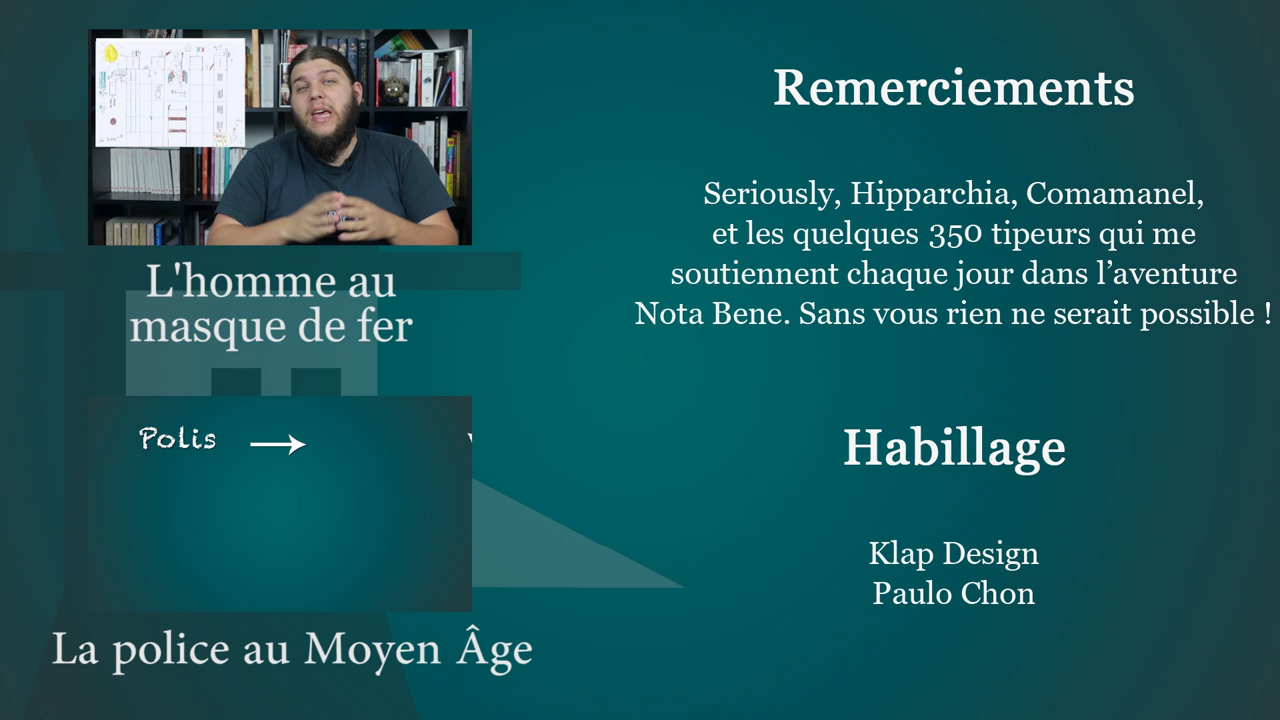 L'homme au
masque de fer
Polis
La police au Moyen Âge
Remerciements
Seriously, Hipparchia, Comamanel,
et les quelques 350 tipeurs qui me
soutiennent chaque jour dans l’aventure
Nota Bene. Sans vous rien ne serait possible !
Habillage
Klap Design
Paulo Chon